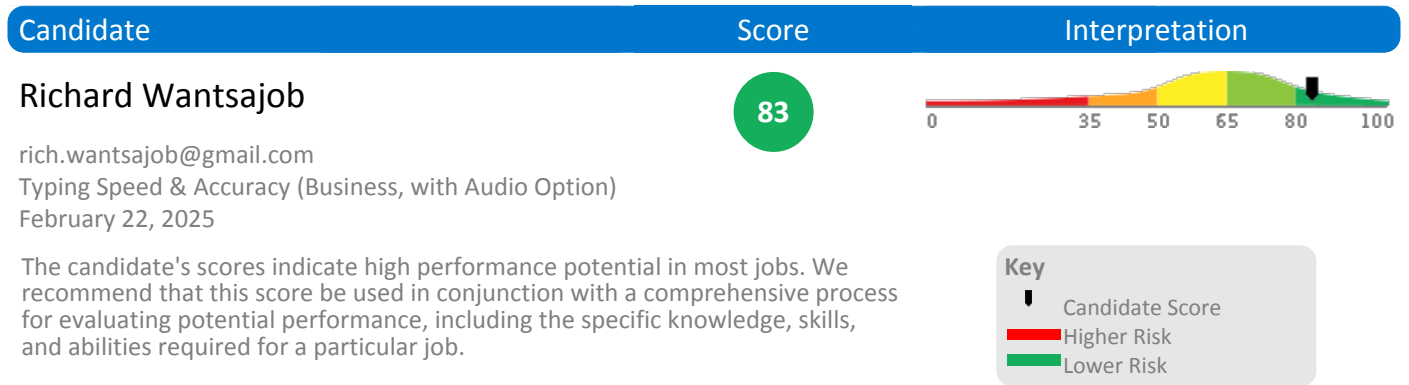 Candidate Score Interpretation
Richard Wantsajob
83
0 35 50 65 80 100
rich.wantsajob@gmail.com
Typing Speed & Accuracy (Business, with Audio Option)
February 22, 2025
The candidate's scores indicate high performance potential in most jobs. We
recommend that this score be used in conjunction with a comprehensive process
for evaluating potential performance, including the specific knowledge, skills,
and abilities required for a particular job.
Key
Candidate Score
Higher Risk
Lower Risk